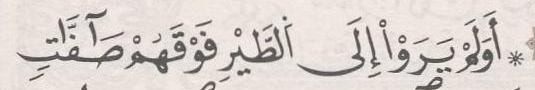 * أَوَلَمْ يَرَوْا۟ إِلَى ٱلطَّيْرِ فَوْقَهُمْ صَـٰٓفَّـٰتٍ